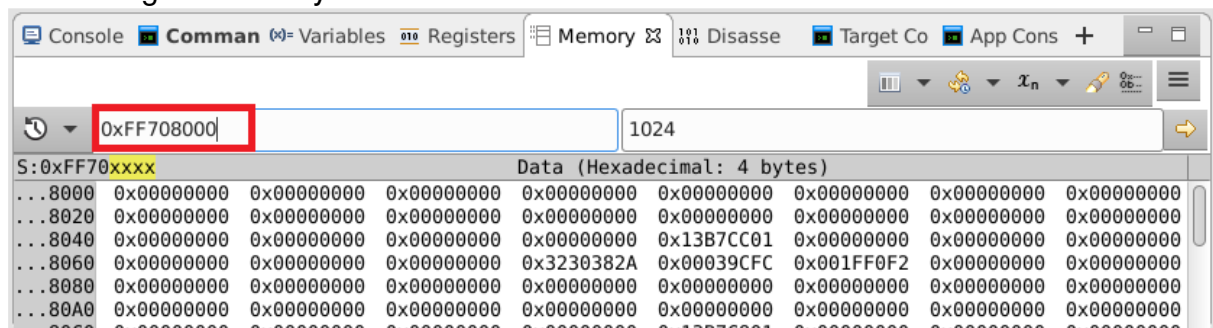 Console Comman (x)= Variables 010 Registers Memory Disasse Target Co App Cons +
0xFF708000 1024
S:0xFF70xxxx Data (Hexadecimal: 4 bytes)
...8000 0x00000000 0x00000000 0x00000000 0x00000000 0x00000000 0x00000000 0x00000000 0x00000000
...8020 0x00000000 0x00000000 0x00000000 0x00000000 0x00000000 0x00000000 0x00000000 0x00000000
...8040 0x00000000 0x00000000 0x00000000 0x00000000 0x13B7CC01 0x00000000 0x00000000 0x00000000
...8060 0x00000000 0x00000000 0x00000000 0x3230382A 0x00039CFC 0x001FF0F2 0x00000000 0x00000000
...8080 0x00000000 0x00000000 0x00000000 0x00000000 0x00000000 0x00000000 0x00000000 0x00000000
...80A0 0x00000000 0x00000000 0x00000000 0x00000000 0x00000000 0x00000000 0x00000000 0x00000000